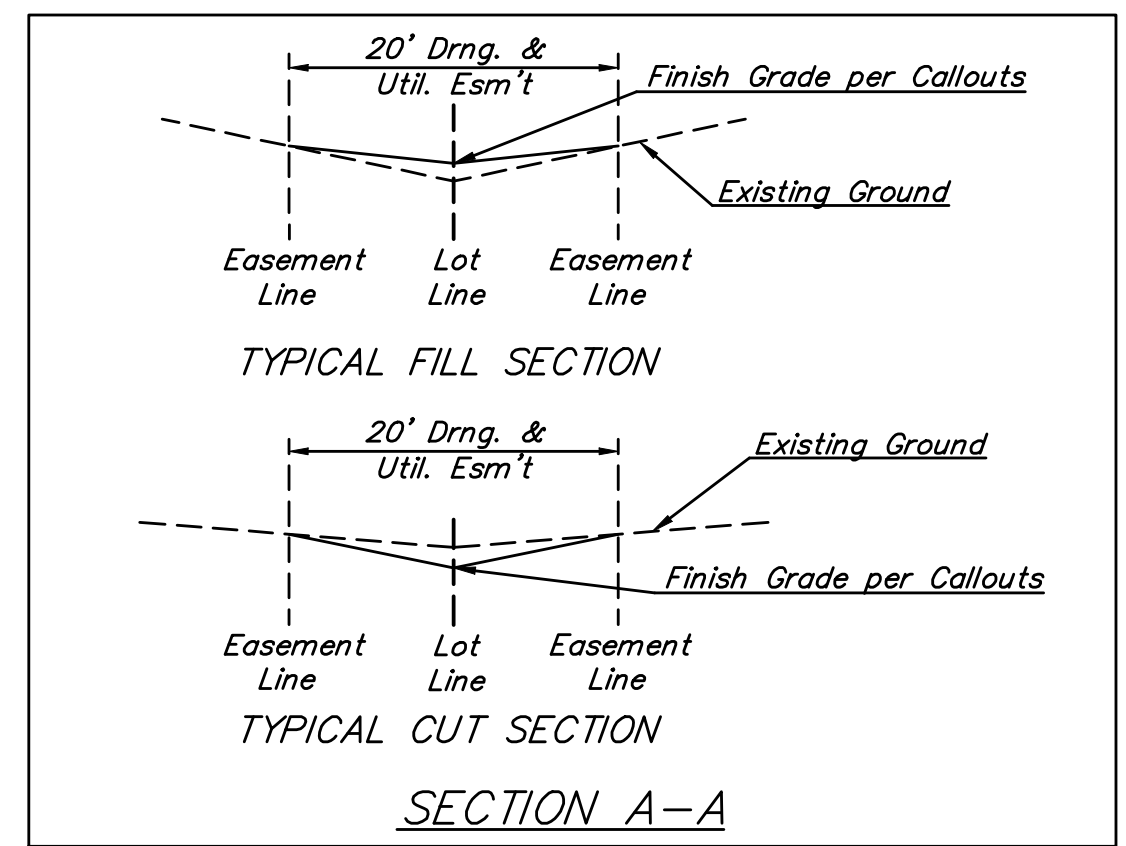 20' Drng. &
Util. Esm't
Finish Grade per Callouts
Existing Ground
Easement Line
Lot Line
Easement Line
TYPICAL FILL SECTION
20' Drng. &
Util. Esm't
Existing Ground
Finish Grade per Callouts
Easement Line
Lot Line
Easement Line
TYPICAL CUT SECTION
SECTION A-A